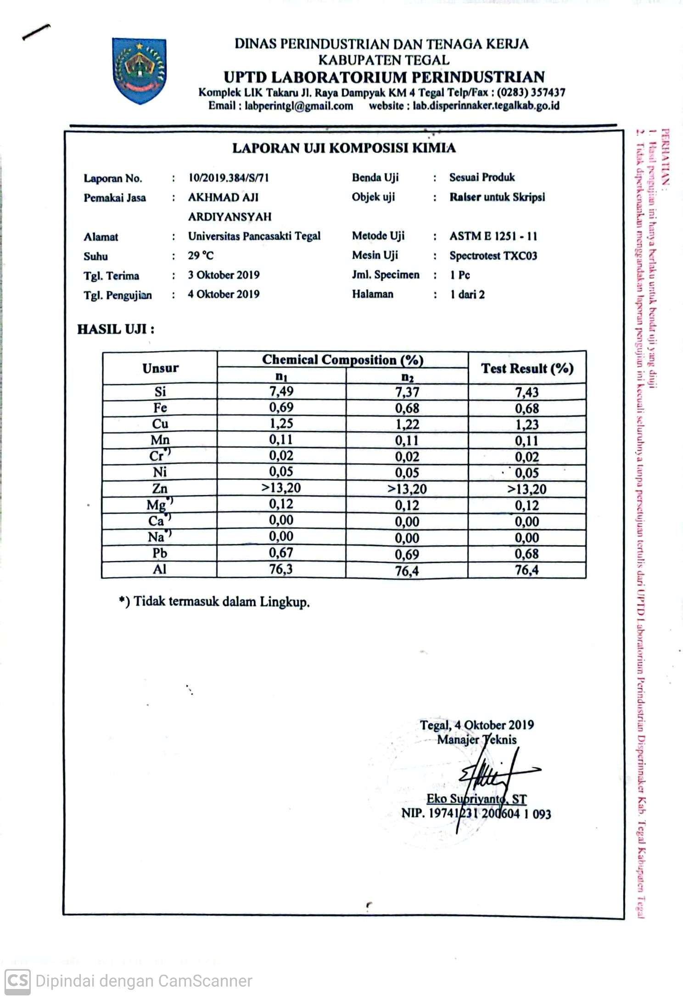 DINAS PERINDUSTRIAN DAN TENAGA KERJA
KABUPATEN TEGAL
UPTD LABORATORIUM PERINDUSTRIAN
Komplek LIK Takaru Jl. Raya Dampyak KM 4 Tegal Telp/Fax : (0283) 357437
Email : labperintgl@gmail.com website : lab.disperinnaker.tegalkab.go.id
LAPORAN UJI KOMPOSISI KIMIA
Laporan No. : 10/2019.384/S/71 Benda Uji : Sesuai Produk
Pemakai Jasa : AKHMAD AJI Objek uji : Raiser untuk Skripsi
ARDIYANSYAH
Alamat : Universitas Pancasakti Tegal Metode Uji : ASTM E 1251 - 11
Suhu : 29 °C Mesin Uji : Spectrotest TXC03
Tgl. Terima : 3 Oktober 2019 Jml. Specimen : 1 Pc
Tgl. Pengujian : 4 Oktober 2019 Halaman : 1 dari 2
HASIL UJI :
Unsur Chemical Composition (%) Test Result (%)
n1 n2
Si 7,49 7,37 7,43
Fe 0,69 0,68 0,68
Cu 1,25 1,22 1,23
Mn 0,11 0,11 0,11
Cr*) 0,02 0,02 0,02
Ni 0,05 0,05 0,05
Zn >13,20 >13,20 >13,20
Mg*) 0,12 0,12 0,12
Ca*) 0,00 0,00 0,00
Na*) 0,00 0,00 0,00
Pb 0,67 0,69 0,68
Al 76,3 76,4 76,4
*) Tidak termasuk dalam Lingkup.
Tegal, 4 Oktober 2019
Manajer Teknis
Eko Supriyanto, ST
NIP. 19741231 200604 1 093
PERHATIAN :
1. Hasil pengujian ini hanya berlaku untuk benda uji yang diuji
2. Tidak diperkenankan menggandakan laporan pengujian ini kecuali seluruhnya tanpa persetujuan tertulis dari UPTD Laboratorium Perindustrian Disperinnaker Kab. Tegal Kabupaten Tegal
CS Dipindai dengan CamScanner